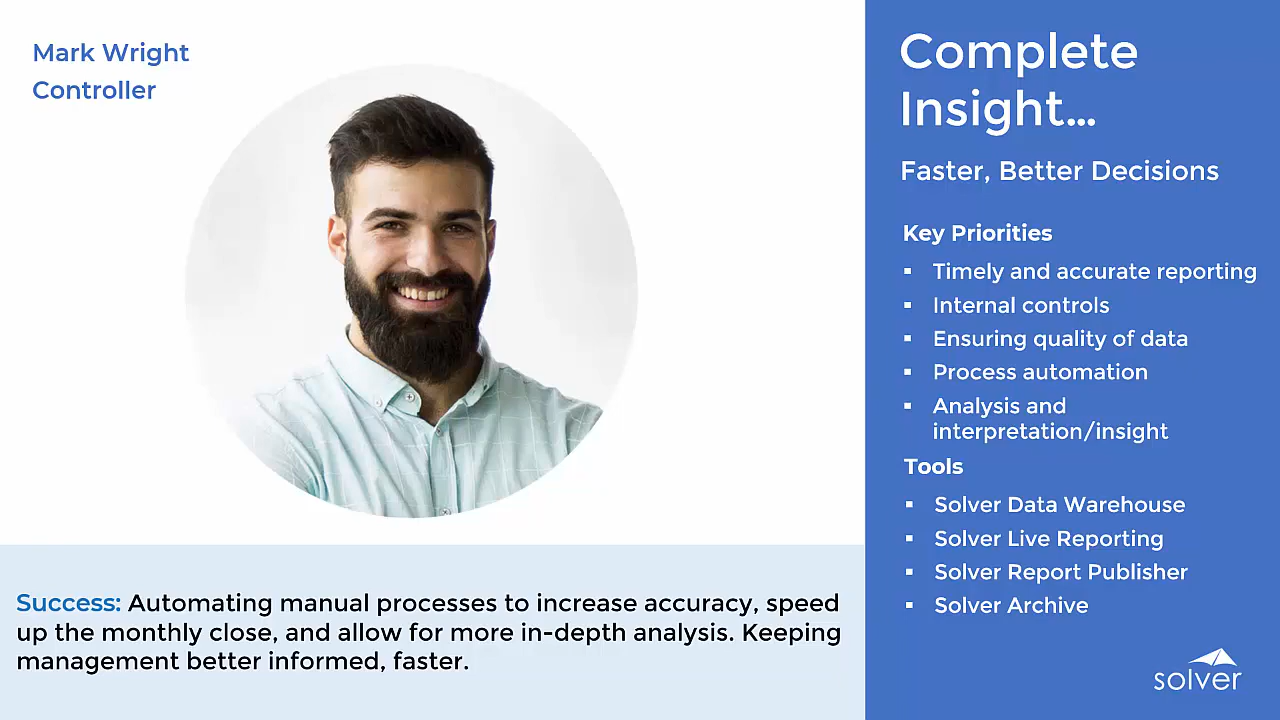 Mark Wright
Controller
Complete
Insight...
Faster, Better Decisions
Key Priorities
▪ Timely and accurate reporting
▪ Internal controls
▪ Ensuring quality of data
▪ Process automation
▪ Analysis and
interpretation/insight
Tools
▪ Solver Data Warehouse
▪ Solver Live Reporting
▪ Solver Report Publisher
▪ Solver Archive
Success: Automating manual processes to increase accuracy, speed
up the monthly close, and allow for more in-depth analysis. Keeping
management better informed, faster.
solver